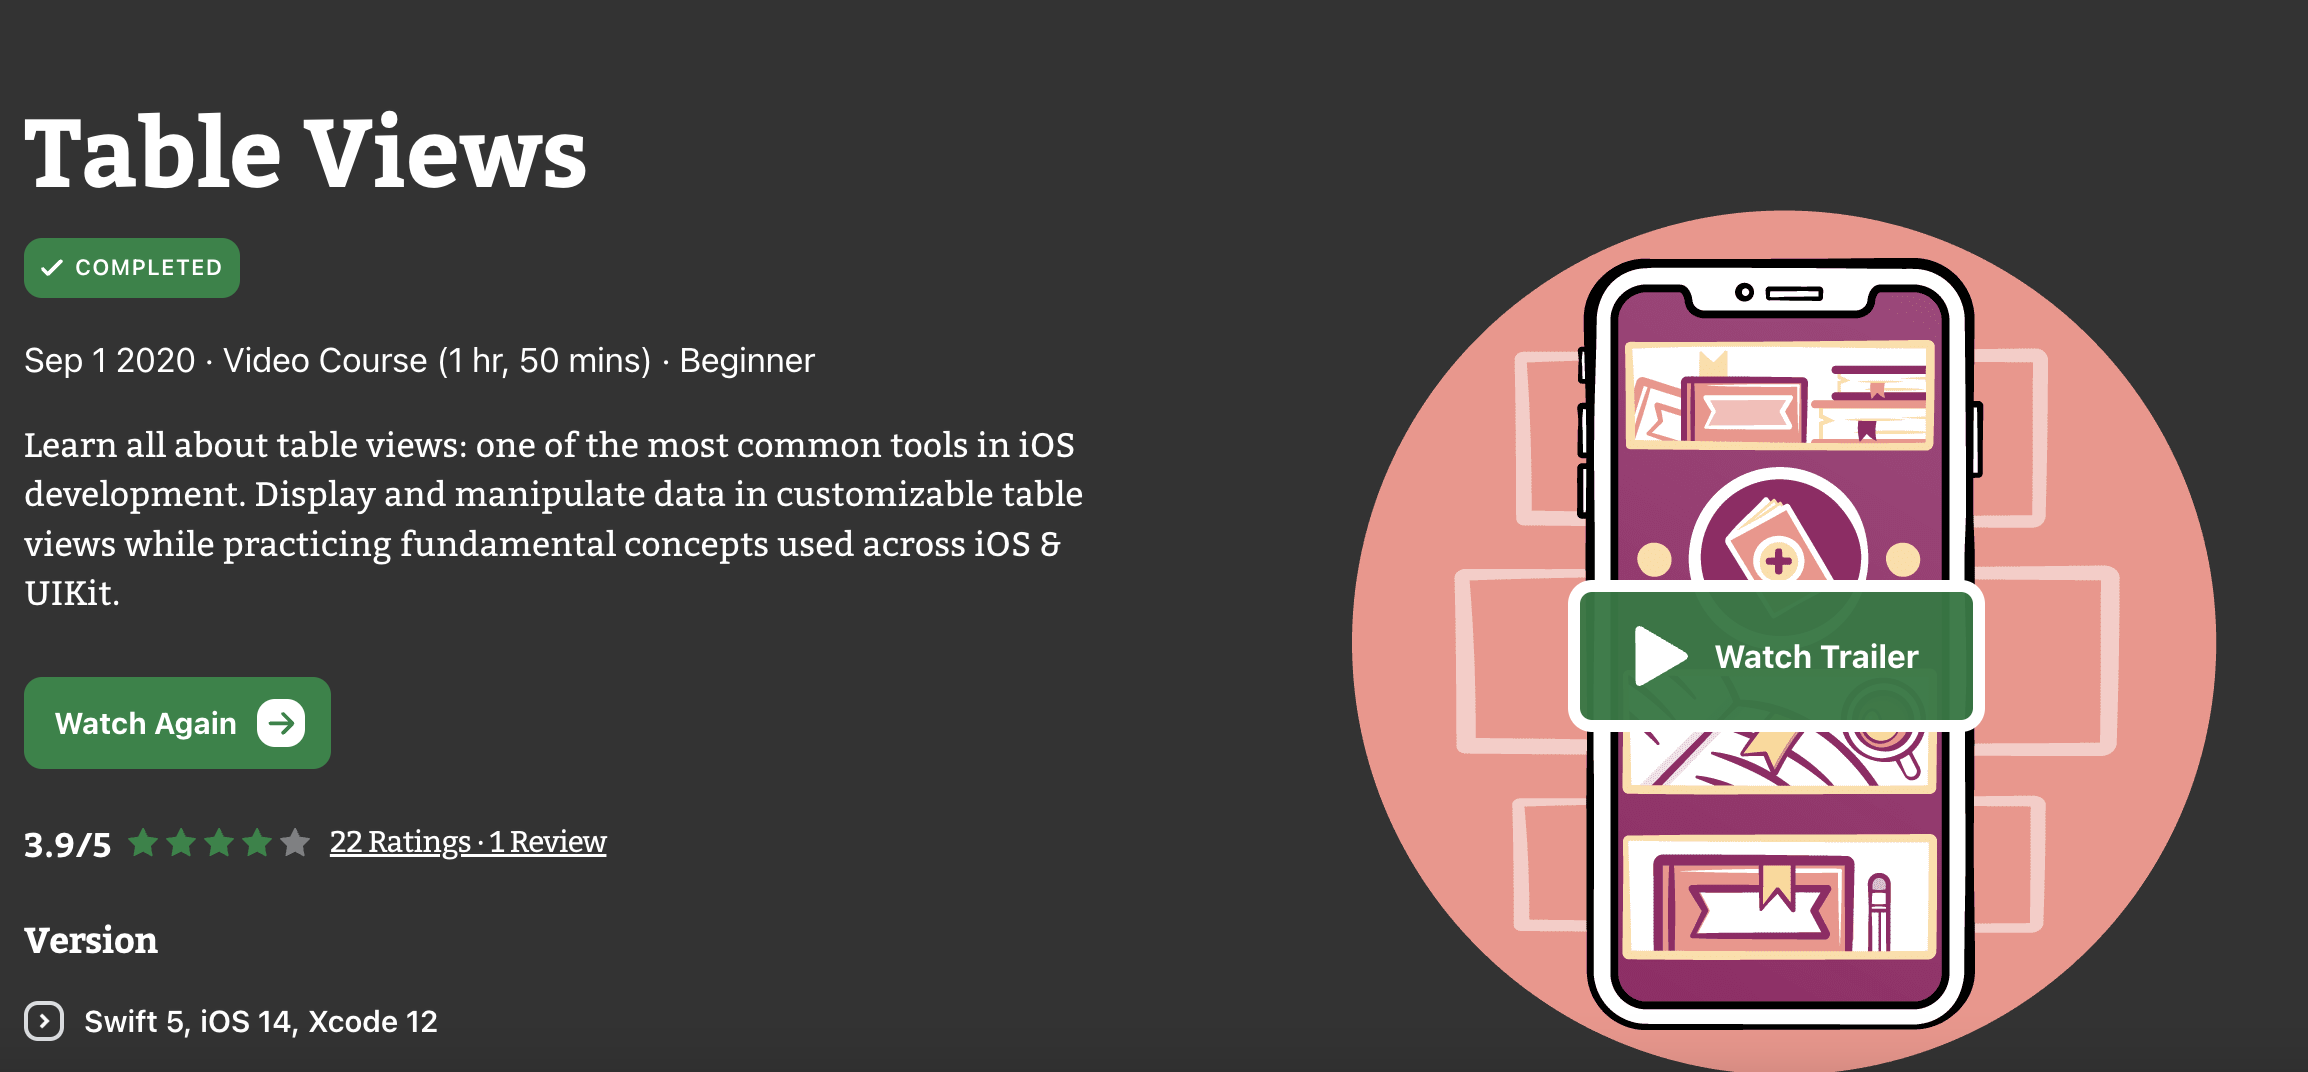 Table Views
COMPLETED
Sep 1 2020 · Video Course (1 hr, 50 mins) · Beginner
Learn all about table views: one of the most common tools in iOS
development. Display and manipulate data in customizable table
views while practicing fundamental concepts used across iOS &
UIKit.
Watch Again
3.9/5 22 Ratings · 1 Review
Version
Swift 5, iOS 14, Xcode 12
Watch Trailer